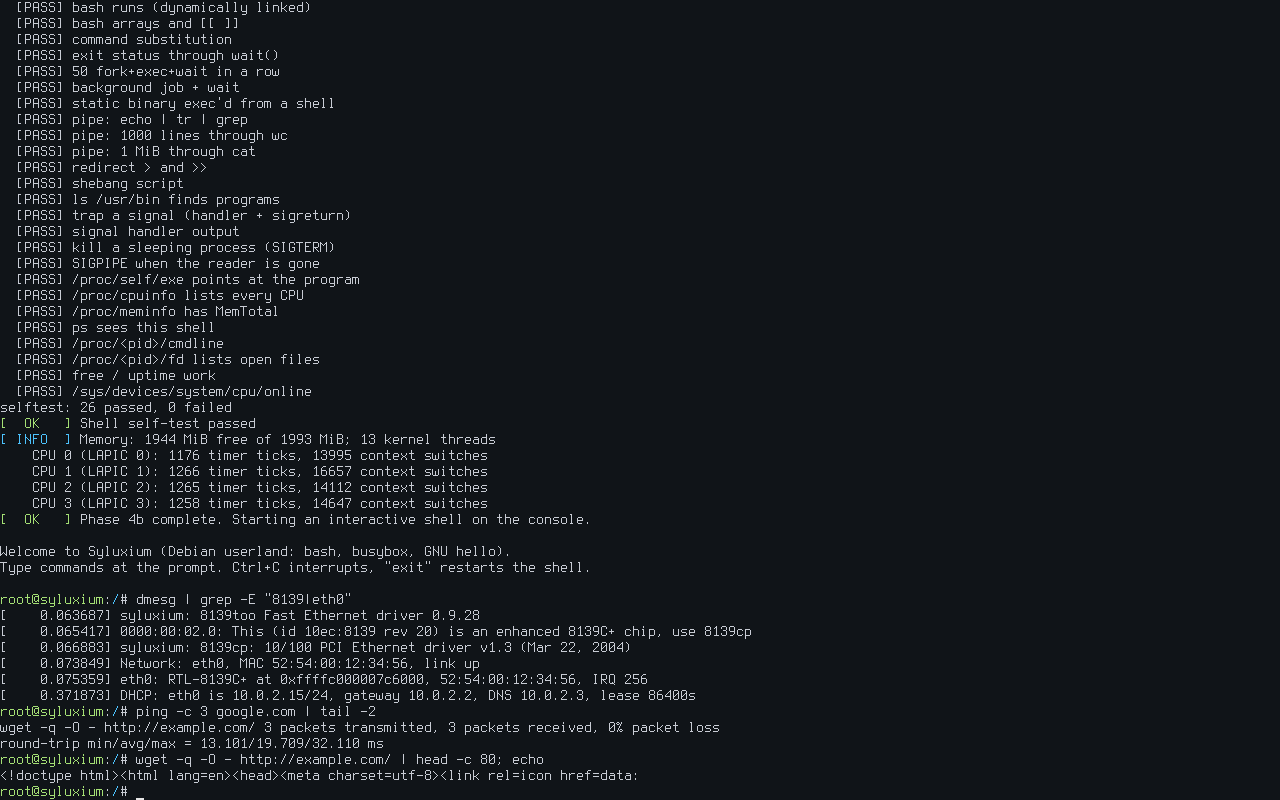 [PASS] bash runs (dynamically linked)
[PASS] bash arrays and [[ ]]
[PASS] command substitution
[PASS] exit status through wait()
[PASS] 50 fork+exec+wait in a row
[PASS] background job + wait
[PASS] static binary exec'd from a shell
[PASS] pipe: echo | tr | grep
[PASS] pipe: 1000 lines through wc
[PASS] pipe: 1 MiB through cat
[PASS] redirect > and >>
[PASS] shebang script
[PASS] ls /usr/bin finds programs
[PASS] trap a signal (handler + sigreturn)
[PASS] signal handler output
[PASS] kill a sleeping process (SIGTERM)
[PASS] SIGPIPE when the reader is gone
[PASS] /proc/self/exe points at the program
[PASS] /proc/cpuinfo lists every CPU
[PASS] /proc/meminfo has MemTotal
[PASS] ps sees this shell
[PASS] /proc/<pid>/cmdline
[PASS] /proc/<pid>/fd lists open files
[PASS] free / uptime work
[PASS] /sys/devices/system/cpu/online
selftest: 26 passed, 0 failed
[  OK   ] Shell self-test passed
[ INFO  ] Memory: 1944 MiB free of 1993 MiB; 13 kernel threads
    CPU 0 (LAPIC 0): 1176 timer ticks, 13995 context switches
    CPU 1 (LAPIC 1): 1266 timer ticks, 16657 context switches
    CPU 2 (LAPIC 2): 1265 timer ticks, 14112 context switches
    CPU 3 (LAPIC 3): 1258 timer ticks, 14647 context switches
[  OK   ] Phase 4b complete. Starting an interactive shell on the console.
Welcome to Syluxium (Debian userland: bash, busybox, GNU hello).
Type commands at the prompt. Ctrl+C interrupts, "exit" restarts the shell.
root@syluxium:/# dmesg | grep -E "8139|eth0"
[    0.063687] syluxium: 8139too Fast Ethernet driver 0.9.28
[    0.065417] 0000:00:02.0: This (id 10ec:8139 rev 20) is an enhanced 8139C+ chip, use 8139cp
[    0.066883] syluxium: 8139cp: 10/100 PCI Ethernet driver v1.3 (Mar 22, 2004)
[    0.073849] Network: eth0, MAC 52:54:00:12:34:56, link up
[    0.075359] eth0: RTL-8139C+ at 0xffffc000007c6000, 52:54:00:12:34:56, IRQ 256
[    0.371873] DHCP: eth0 is 10.0.2.15/24, gateway 10.0.2.2, DNS 10.0.2.3, lease 86400s
root@syluxium:/# ping -c 3 google.com | tail -2
wget -q -O - http://example.com/ 3 packets transmitted, 3 packets received, 0% packet loss
round-trip min/avg/max = 13.101/19.709/32.110 ms
root@syluxium:/# wget -q -O - http://example.com/ | head -c 80; echo
<!doctype html><html lang=en><head><meta charset=utf-8><link rel=icon href=data:
root@syluxium:/# _